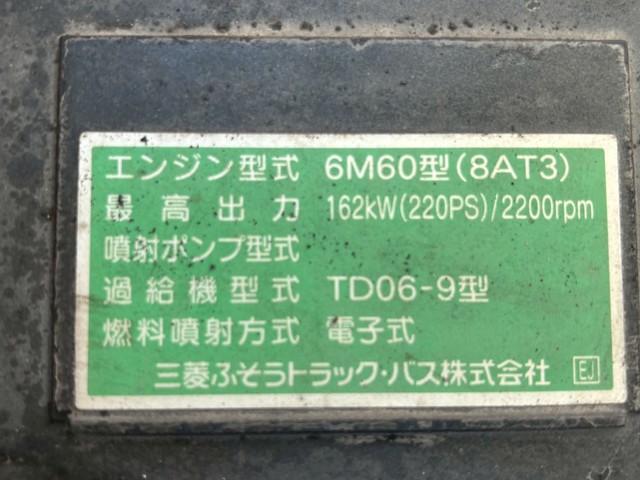 エンジン型式 6M60型(8AT3)
最高出力 162kW(220PS)/2200rpm
噴射ポンプ型式
過給機型式 TD06-9型
燃料噴射方式 電子式
三菱ふそうトラック・バス株式会社 EJ